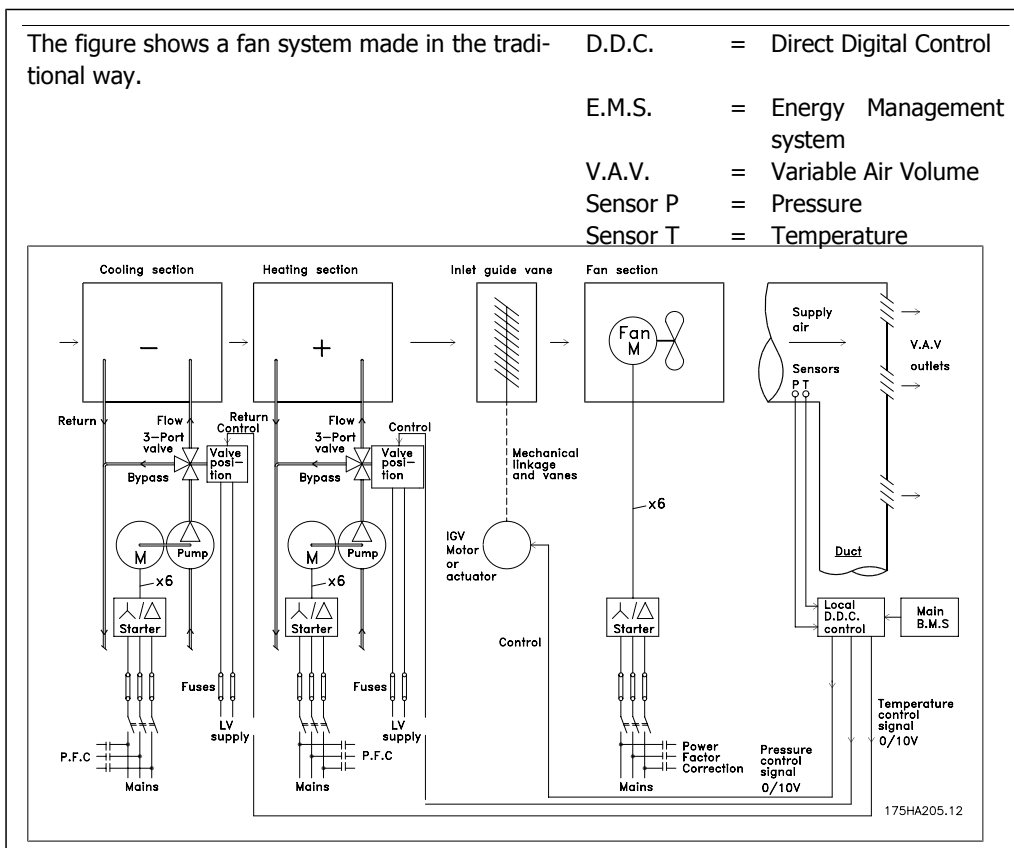 The figure shows a fan system made in the tradi-
tional way.
D.D.C. = Direct Digital Control
E.M.S. = Energy Management
system
V.A.V. = Variable Air Volume
Sensor P = Pressure
Sensor T = Temperature
Cooling section
Heating section
Inlet guide vane
Fan section
−
+
Fan
M
Supply
air
V.A.V
outlets
Sensors
P T
Return
Flow
3-Port
valve
Bypass
Return
Control
Valve
posi-
tion
Flow
3-Port
valve
Bypass
Control
Valve
posi-
tion
Mechanical
linkage
and vanes
x6
IGV
Motor
or
actuator
Duct
M
Pump
x6
Starter
M
Pump
x6
Starter
Starter
Local
D.D.C.
control
Main
B.M.S
Control
Fuses
LV
supply
Fuses
LV
supply
P.F.C
Mains
P.F.C
Mains
Power
Factor
Correction
Mains
Pressure
control
signal
0/10V
Temperature
control
signal
0/10V
175HA205.12